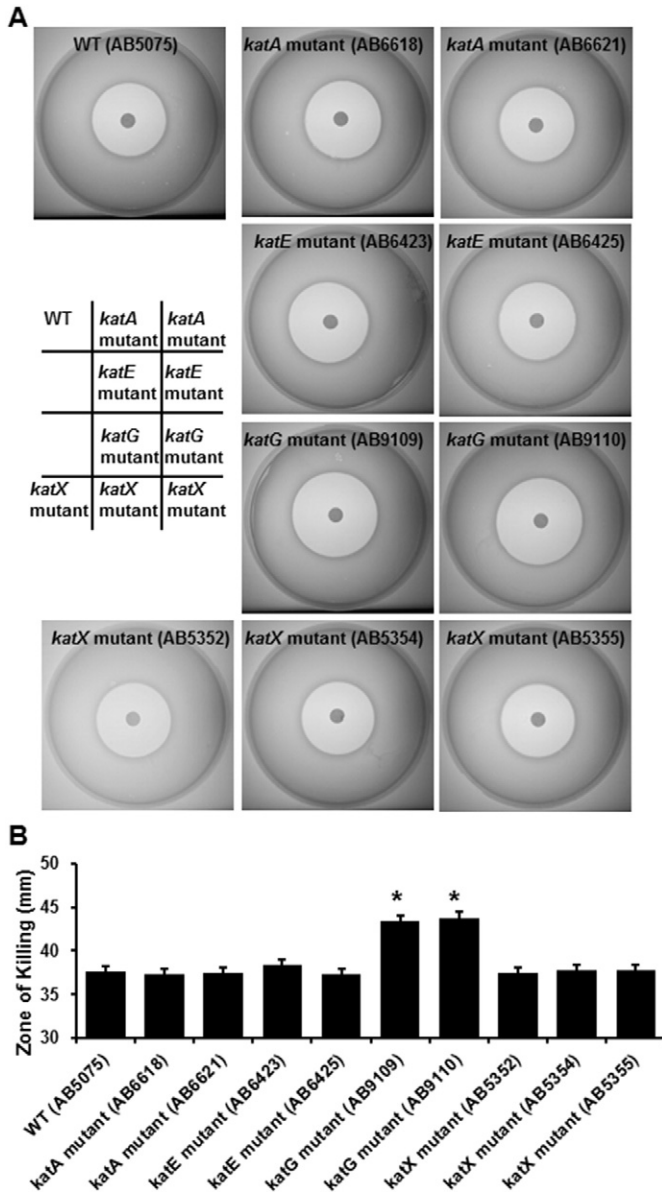 A
WT (AB5075)
katA mutant (AB6618)
katA mutant (AB6621)
katE mutant (AB6423)
katE mutant (AB6425)
WT katA mutant katA mutant
katE mutant katE mutant
katG mutant katG mutant
katX mutant katX mutant katX mutant
katG mutant (AB9109)
katG mutant (AB9110)
katX mutant (AB5352)
katX mutant (AB5354)
katX mutant (AB5355)
B
Zone of Killing (mm)
50
45
40
35
30
* *
WT (AB5075)
katA mutant (AB6618)
katA mutant (AB6621)
katE mutant (AB6423)
katE mutant (AB6425)
katG mutant (AB9109)
katG mutant (AB9110)
katX mutant (AB5352)
katX mutant (AB5354)
katX mutant (AB5355)